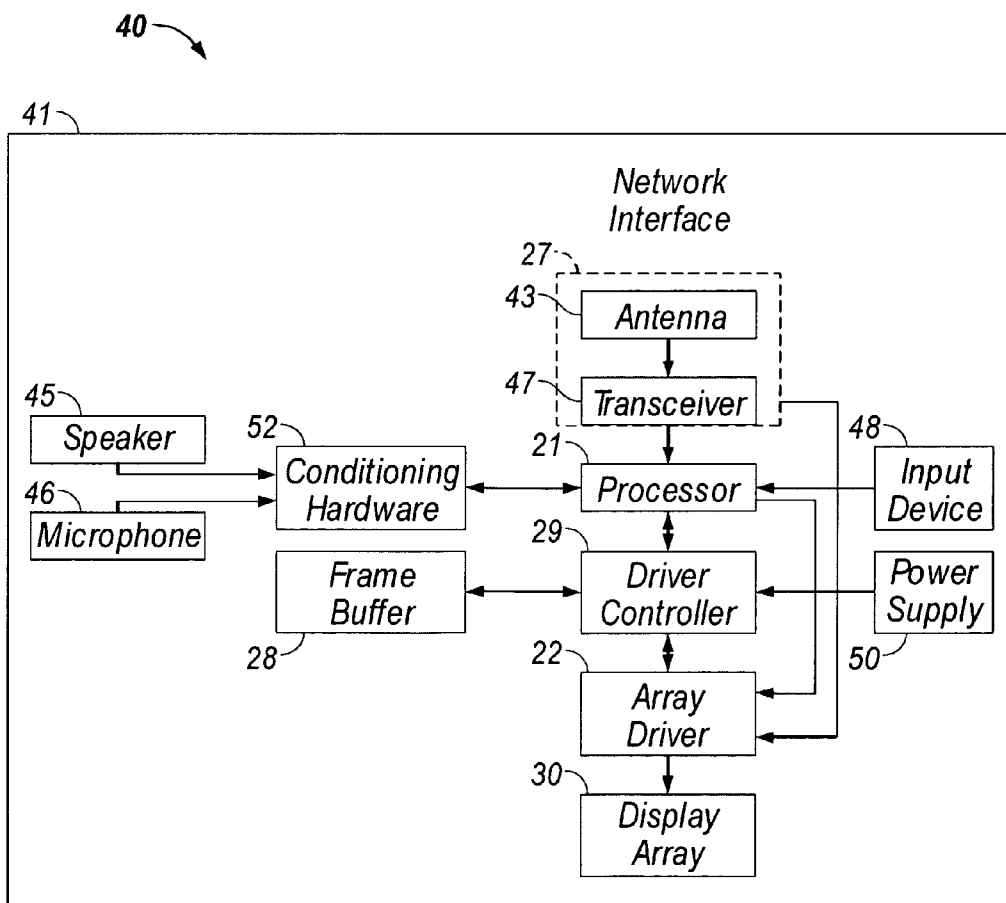 40
41
Network
Interface
27
43
Antenna
47
Transceiver
45
Speaker
52
Conditioning
Hardware
21
Processor
48
Input
Device
46
Microphone
29
Driver
Controller
Frame
Buffer
28
Power
Supply
50
22
Array
Driver
30
Display
Array